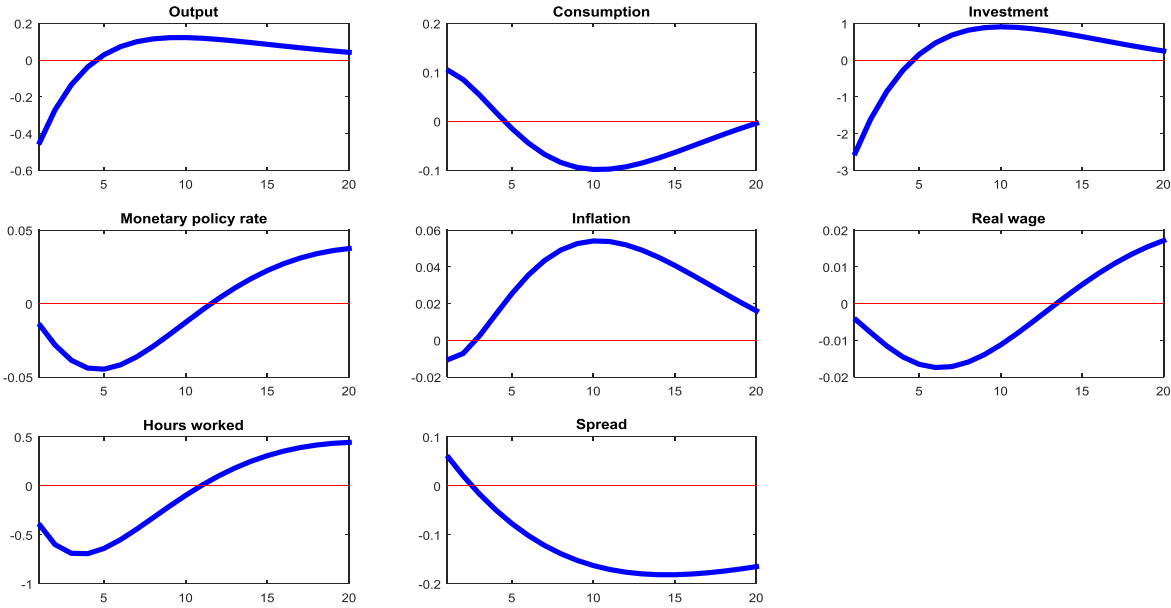 Output
0.2
0
-0.2
-0.4
-0.6
5 10 15 20
Consumption
0.2
0.1
0
-0.1
5 10 15 20
Investment
1
0
-1
-2
-3
5 10 15 20
Monetary policy rate
0.05
0
-0.05
5 10 15 20
Inflation
0.06
0.04
0.02
0
-0.02
5 10 15 20
Real wage
0.02
0.01
0
-0.01
-0.02
5 10 15 20
Hours worked
0.5
0
-0.5
-1
5 10 15 20
Spread
0.1
0
-0.1
-0.2
5 10 15 20